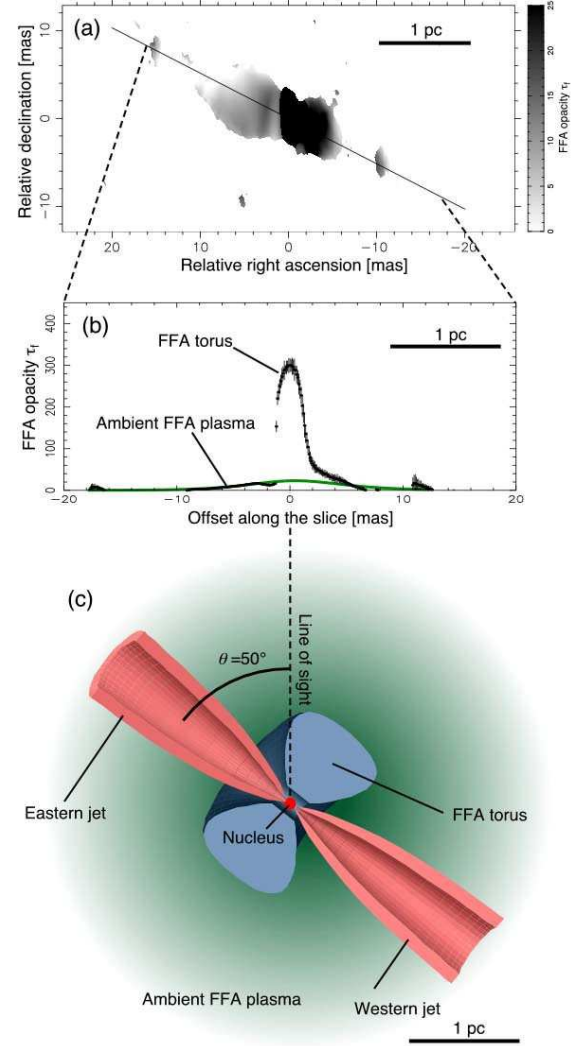 (a)
1 pc
Relative declination [mas]
10
0
-10
20
10
0
-10
-20
Relative right ascension [mas]
25
20
15
10
5
0
FFA opacity τf
(b)
1 pc
FFA torus
Ambient FFA plasma
FFA opacity τf
400
300
200
100
0
-20
-10
0
10
20
Offset along the slice [mas]
(c)
Line of sight
θ=50°
Eastern jet
Nucleus
FFA torus
Ambient FFA plasma
Western jet
1 pc